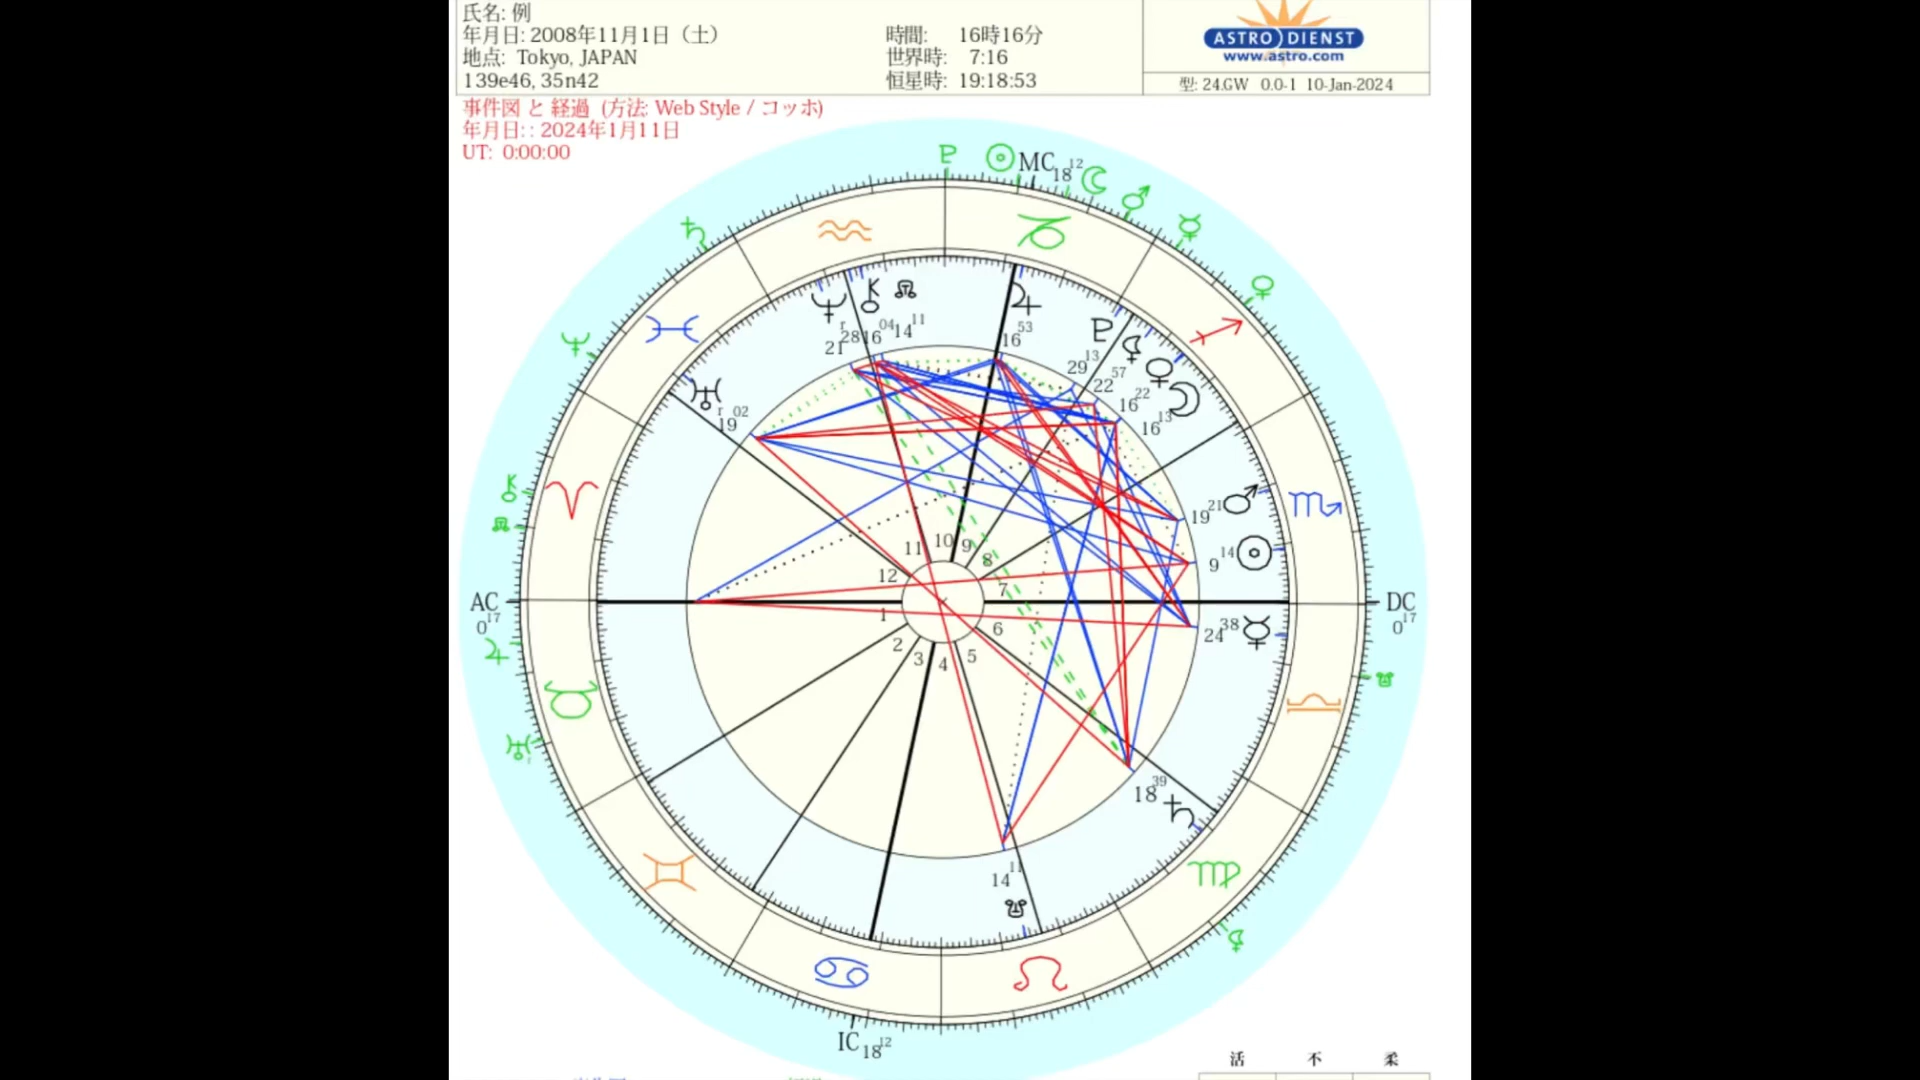 氏名: 例
年月日: 2008年11月1日（土）
地点: Tokyo, JAPAN
139e46, 35n42
時間: 16時16分
世界時: 7:16
恒星時: 19:18:53
ASTRO DIENST
www.astro.com
型: 24.GW 0.0-1 10-Jan-2024
事件図 と 経過 (方法: Web Style / コッホ)
年月日: : 2024年1月11日
UT: 0:00:00
MC 18 12
21 r 28
16 04
14 11
16 53
29 13
22 57
16 22
16 13
19 r 02
19 21
9 14
AC 0 17
DC 0 17
24 38
11 10 9 8
12 7
1 6
2 3 4 5
18 39
14 11
IC 18 12
活 不 柔